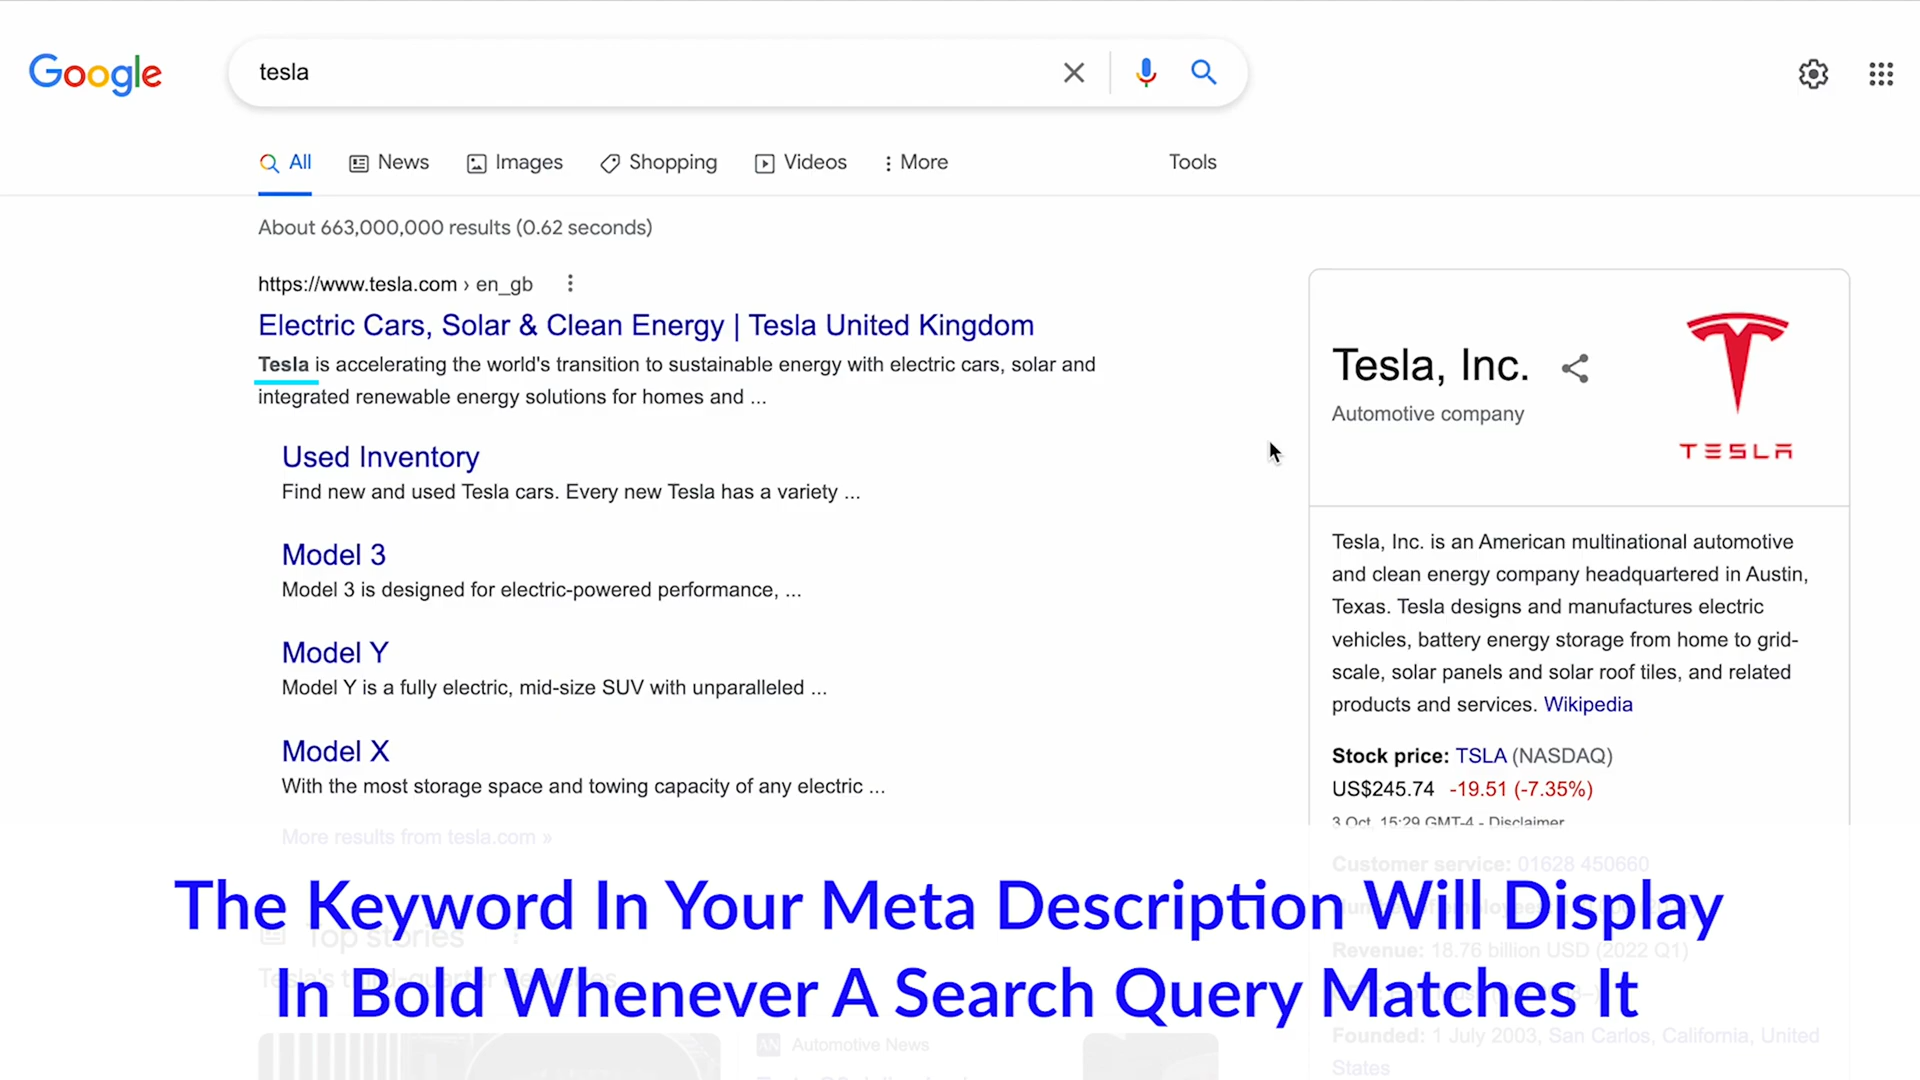 Google
tesla
All News Images Shopping Videos More Tools
About 663,000,000 results (0.62 seconds)
https://www.tesla.com › en_gb
Electric Cars, Solar & Clean Energy | Tesla United Kingdom
Tesla is accelerating the world's transition to sustainable energy with electric cars, solar and
integrated renewable energy solutions for homes and ...
Used Inventory
Find new and used Tesla cars. Every new Tesla has a variety ...
Model 3
Model 3 is designed for electric-powered performance, ...
Model Y
Model Y is a fully electric, mid-size SUV with unparalleled ...
Model X
With the most storage space and towing capacity of any electric ...
More results from tesla.com »
Top stories
Automotive News
Tesla, Inc.
Automotive company
TESLA
Tesla, Inc. is an American multinational automotive
and clean energy company headquartered in Austin,
Texas. Tesla designs and manufactures electric
vehicles, battery energy storage from home to grid-
scale, solar panels and solar roof tiles, and related
products and services. Wikipedia
Stock price: TSLA (NASDAQ)
US$245.74 -19.51 (-7.35%)
3 Oct, 15:29 GMT-4 - Disclaimer
Customer service: 01628 450660
Revenue: 18.76 billion USD (2022 Q1)
Founded: 1 July 2003, San Carlos, California, United
States
The Keyword In Your Meta Description Will Display
In Bold Whenever A Search Query Matches It